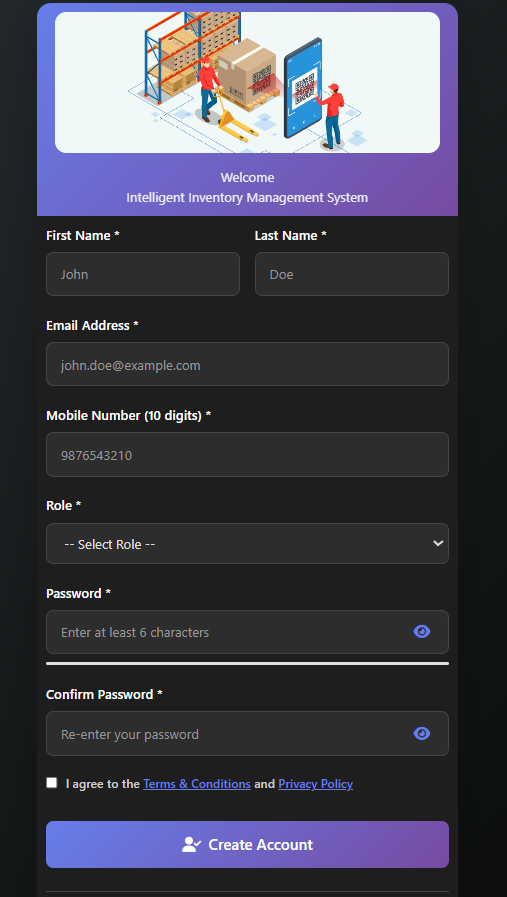 Welcome
Intelligent Inventory Management System
First Name *
Last Name *
John
Doe
Email Address *
john.doe@example.com
Mobile Number (10 digits) *
9876543210
Role *
-- Select Role --
Password *
Enter at least 6 characters
Confirm Password *
Re-enter your password
I agree to the Terms & Conditions and Privacy Policy
Create Account